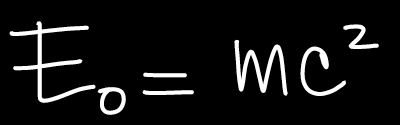 E₀ = mc²